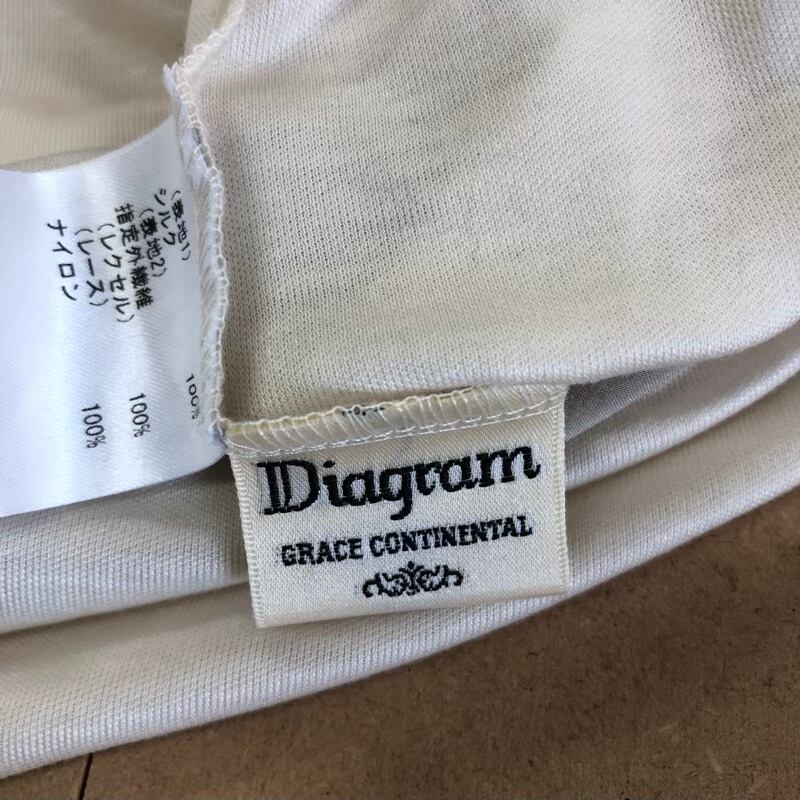 (表地1)
シルク 100%
(表地2)
指定外繊維
(レクセル) 100%
(レース)
ナイロン 100%
Diagram
GRACE CONTINENTAL